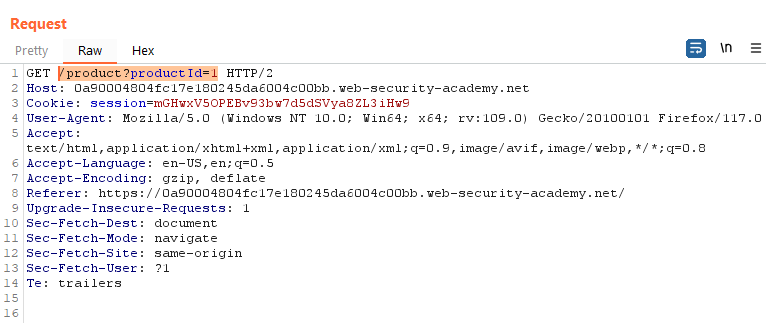 Request
Pretty Raw Hex
\n
1 GET /product?productId=1 HTTP/2
2 Host: 0a90004804fc17e180245da6004c00bb.web-security-academy.net
3 Cookie: session=mGHwxV5OPEBv93bw7d5dSVya8ZL3iHw9
4 User-Agent: Mozilla/5.0 (Windows NT 10.0; Win64; x64; rv:109.0) Gecko/20100101 Firefox/117.0
5 Accept:
text/html,application/xhtml+xml,application/xml;q=0.9,image/avif,image/webp,*/*;q=0.8
6 Accept-Language: en-US,en;q=0.5
7 Accept-Encoding: gzip, deflate
8 Referer: https://0a90004804fc17e180245da6004c00bb.web-security-academy.net/
9 Upgrade-Insecure-Requests: 1
10 Sec-Fetch-Dest: document
11 Sec-Fetch-Mode: navigate
12 Sec-Fetch-Site: same-origin
13 Sec-Fetch-User: ?1
14 Te: trailers
15
16